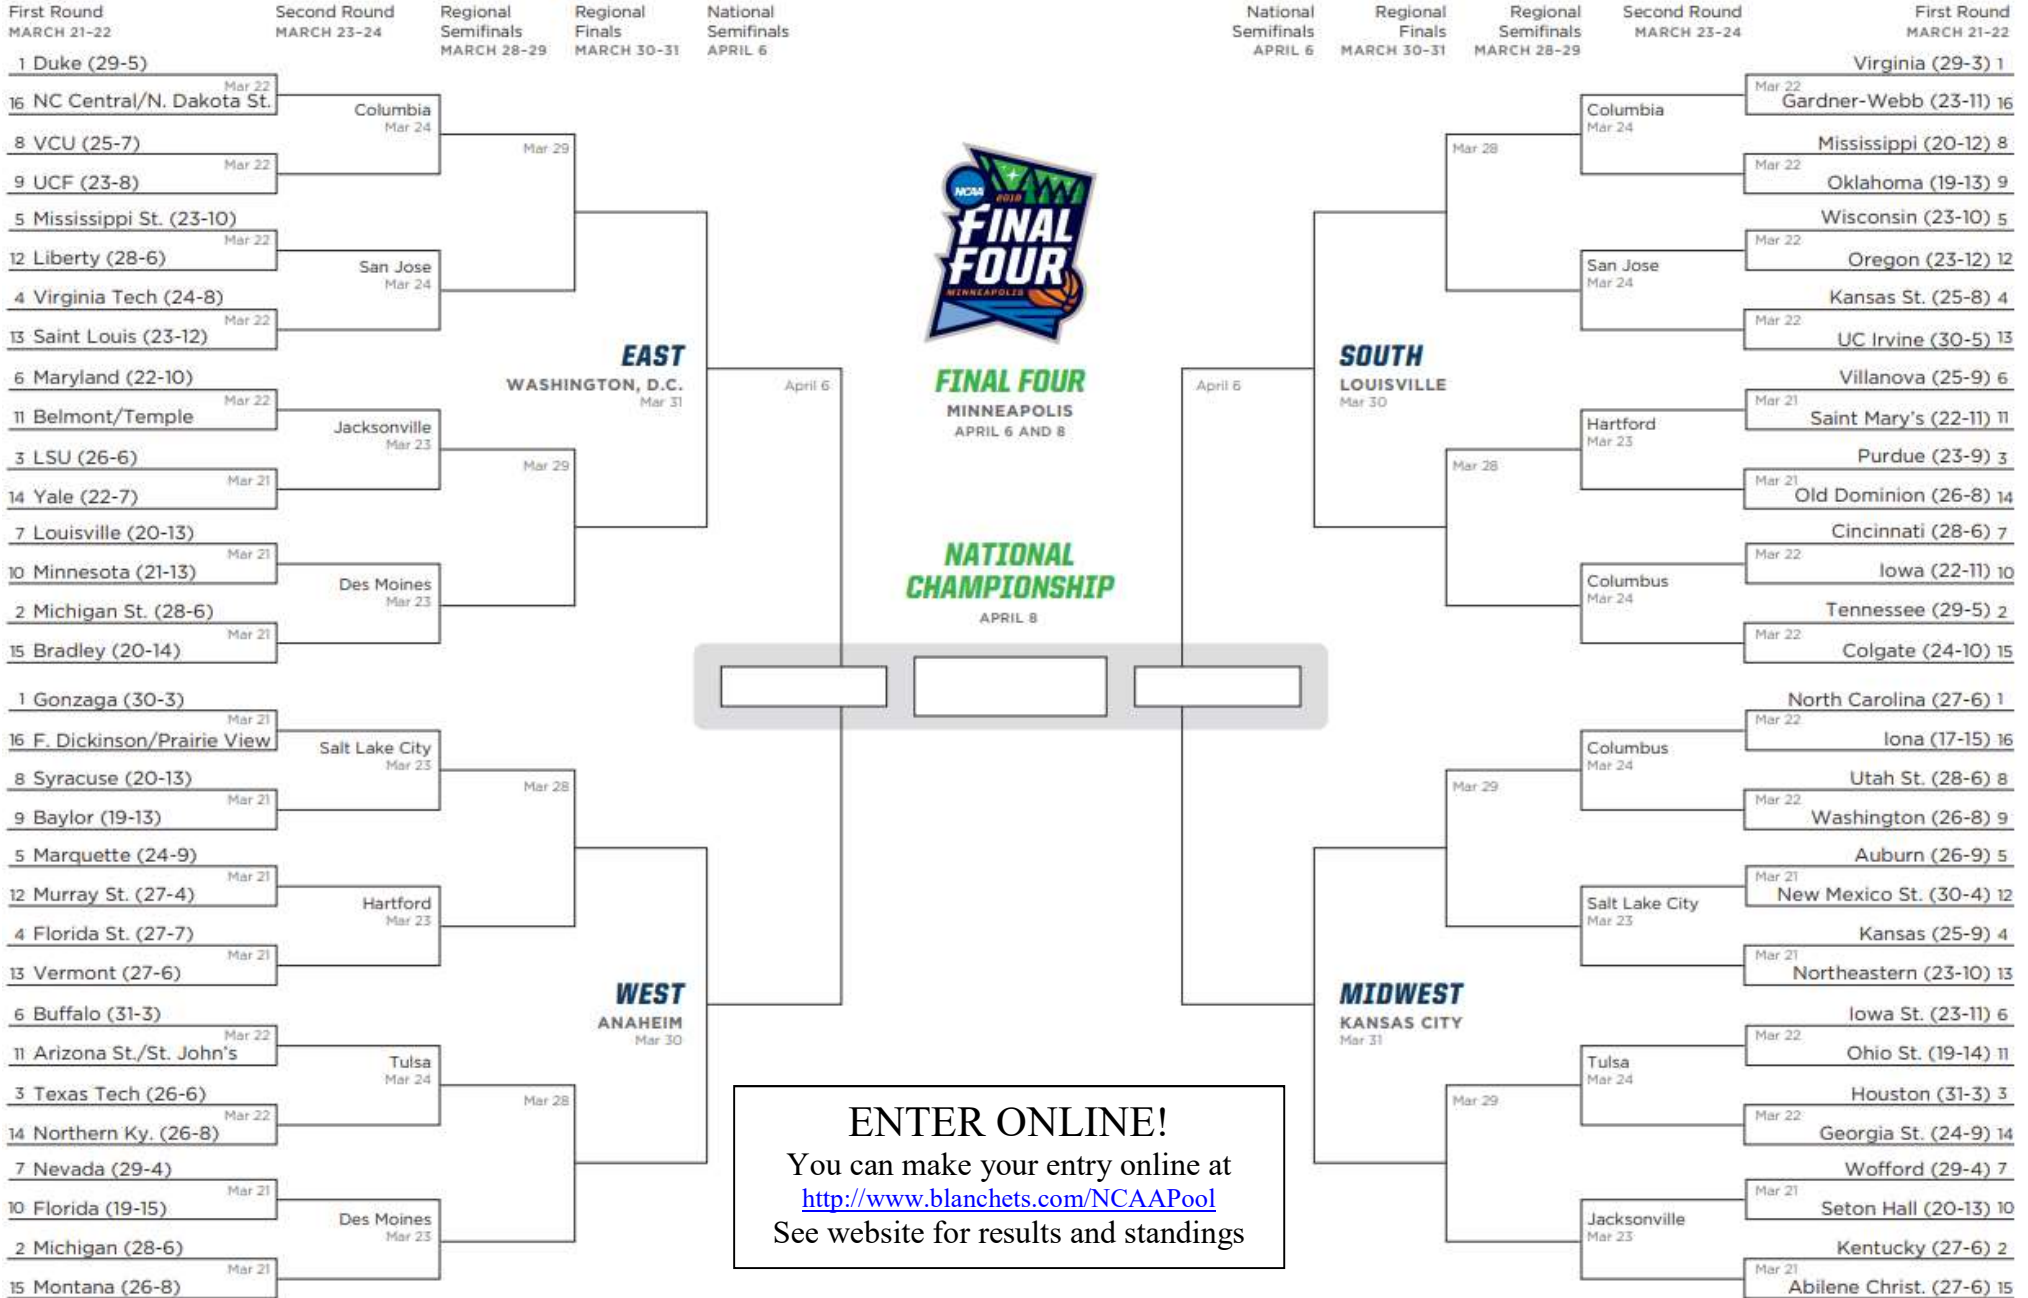 First Round
MARCH 21-22
Second Round
MARCH 23-24
Regional
Semifinals
MARCH 28-29
Regional
Finals
MARCH 30-31
National
Semifinals
APRIL 6
National
Semifinals
APRIL 6
Regional
Finals
MARCH 30-31
Regional
Semifinals
MARCH 28-29
Second Round
MARCH 23-24
First Round
MARCH 21-22
1 Duke (29-5)
Mar 22
16 NC Central/N. Dakota St.
Columbia
Mar 24
8 VCU (25-7)
Mar 22
9 UCF (23-8)
Mar 29
5 Mississippi St. (23-10)
Mar 22
12 Liberty (28-6)
San Jose
Mar 24
4 Virginia Tech (24-8)
Mar 22
13 Saint Louis (23-12)
EAST
WASHINGTON, D.C.
Mar 31
6 Maryland (22-10)
Mar 22
11 Belmont/Temple
Jacksonville
Mar 23
3 LSU (26-6)
Mar 21
14 Yale (22-7)
Mar 29
7 Louisville (20-13)
Mar 21
10 Minnesota (21-13)
Des Moines
Mar 23
2 Michigan St. (28-6)
Mar 21
15 Bradley (20-14)
April 6
1 Gonzaga (30-3)
Mar 21
16 F. Dickinson/Prairie View
Salt Lake City
Mar 23
8 Syracuse (20-13)
Mar 21
9 Baylor (19-13)
Mar 28
5 Marquette (24-9)
Mar 21
12 Murray St. (27-4)
Hartford
Mar 23
4 Florida St. (27-7)
Mar 21
13 Vermont (27-6)
WEST
ANAHEIM
Mar 30
6 Buffalo (31-3)
Mar 22
11 Arizona St./St. John's
Tulsa
Mar 24
3 Texas Tech (26-6)
Mar 22
14 Northern Ky. (26-8)
Mar 28
7 Nevada (29-4)
Mar 21
10 Florida (19-15)
Des Moines
Mar 23
2 Michigan (28-6)
Mar 21
15 Montana (26-8)
NCAA
2019
FINAL
FOUR
MINNEAPOLIS
FINAL FOUR
MINNEAPOLIS
APRIL 6 AND 8
NATIONAL
CHAMPIONSHIP
APRIL 8
ENTER ONLINE!
You can make your entry online at
http://www.blanchets.com/NCAAPool
See website for results and standings
Virginia (29-3) 1
Mar 22
Gardner-Webb (23-11) 16
Columbia
Mar 24
Mississippi (20-12) 8
Mar 22
Oklahoma (19-13) 9
Mar 28
Wisconsin (23-10) 5
Mar 22
Oregon (23-12) 12
San Jose
Mar 24
Kansas St. (25-8) 4
Mar 22
UC Irvine (30-5) 13
SOUTH
LOUISVILLE
Mar 30
Villanova (25-9) 6
Mar 21
Saint Mary's (22-11) 11
Hartford
Mar 23
Purdue (23-9) 3
Mar 21
Old Dominion (26-8) 14
Mar 28
Cincinnati (28-6) 7
Mar 22
Iowa (22-11) 10
Columbus
Mar 24
Tennessee (29-5) 2
Mar 22
Colgate (24-10) 15
April 6
North Carolina (27-6) 1
Mar 22
Iona (17-15) 16
Columbus
Mar 24
Utah St. (28-6) 8
Mar 22
Washington (26-8) 9
Mar 29
Auburn (26-9) 5
Mar 21
New Mexico St. (30-4) 12
Salt Lake City
Mar 23
Kansas (25-9) 4
Mar 21
Northeastern (23-10) 13
MIDWEST
KANSAS CITY
Mar 31
Iowa St. (23-11) 6
Mar 22
Ohio St. (19-14) 11
Tulsa
Mar 24
Houston (31-3) 3
Mar 22
Georgia St. (24-9) 14
Mar 29
Wofford (29-4) 7
Mar 21
Seton Hall (20-13) 10
Jacksonville
Mar 23
Kentucky (27-6) 2
Mar 21
Abilene Christ. (27-6) 15